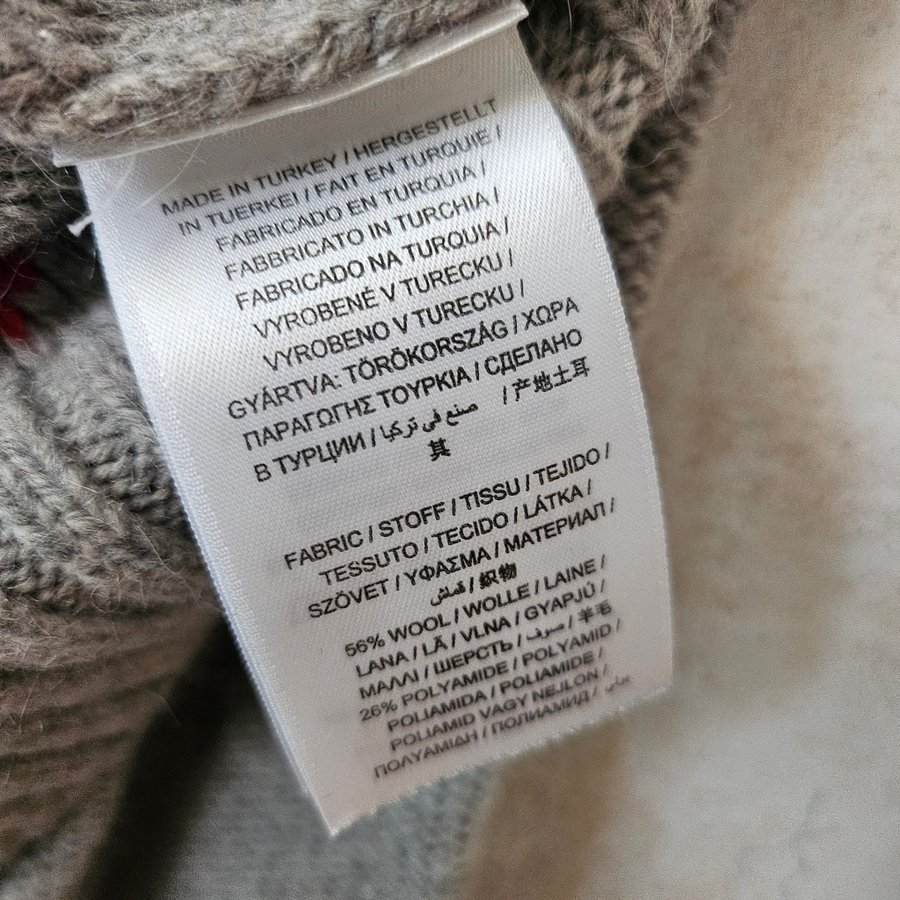 MADE IN TURKEY / HERGESTELLT
IN TUERKEI / FAIT EN TURQUIE /
FABRICADO EN TURQUIA /
FABBRICATO IN TURCHIA /
FABRICADO NA TURQUIA /
VYROBENÉ V TURECKU /
VYROBENO V TURECKU /
GYÁRTVA: TÖRÖKORSZÁG / ΧΩΡΑ
ΠΑΡΑΓΩΓΗΣ ΤΟΥΡΚΙΑ / СДЕЛАНО
В ТУРЦИИ / صنع في تركيا / 产地土耳
其
FABRIC / STOFF / TISSU / TEJIDO /
TESSUTO / TECIDO / LÁTKA /
SZÖVET / ΥΦΑΣΜΑ / МАТЕРИАЛ /
قماش / 织物
56% WOOL / WOLLE / LAINE /
LANA / LÃ / VLNA / GYAPJÚ /
ΜΑΛΛΙ / ШЕРСТЬ / صوف / 羊毛
26% POLYAMIDE / POLYAMID /
POLIAMIDA / POLIAMIDE /
POLIAMID VAGY NEJLON /
ΠΟΛΥΑΜΙΔΗ / ПОЛИАМИД /